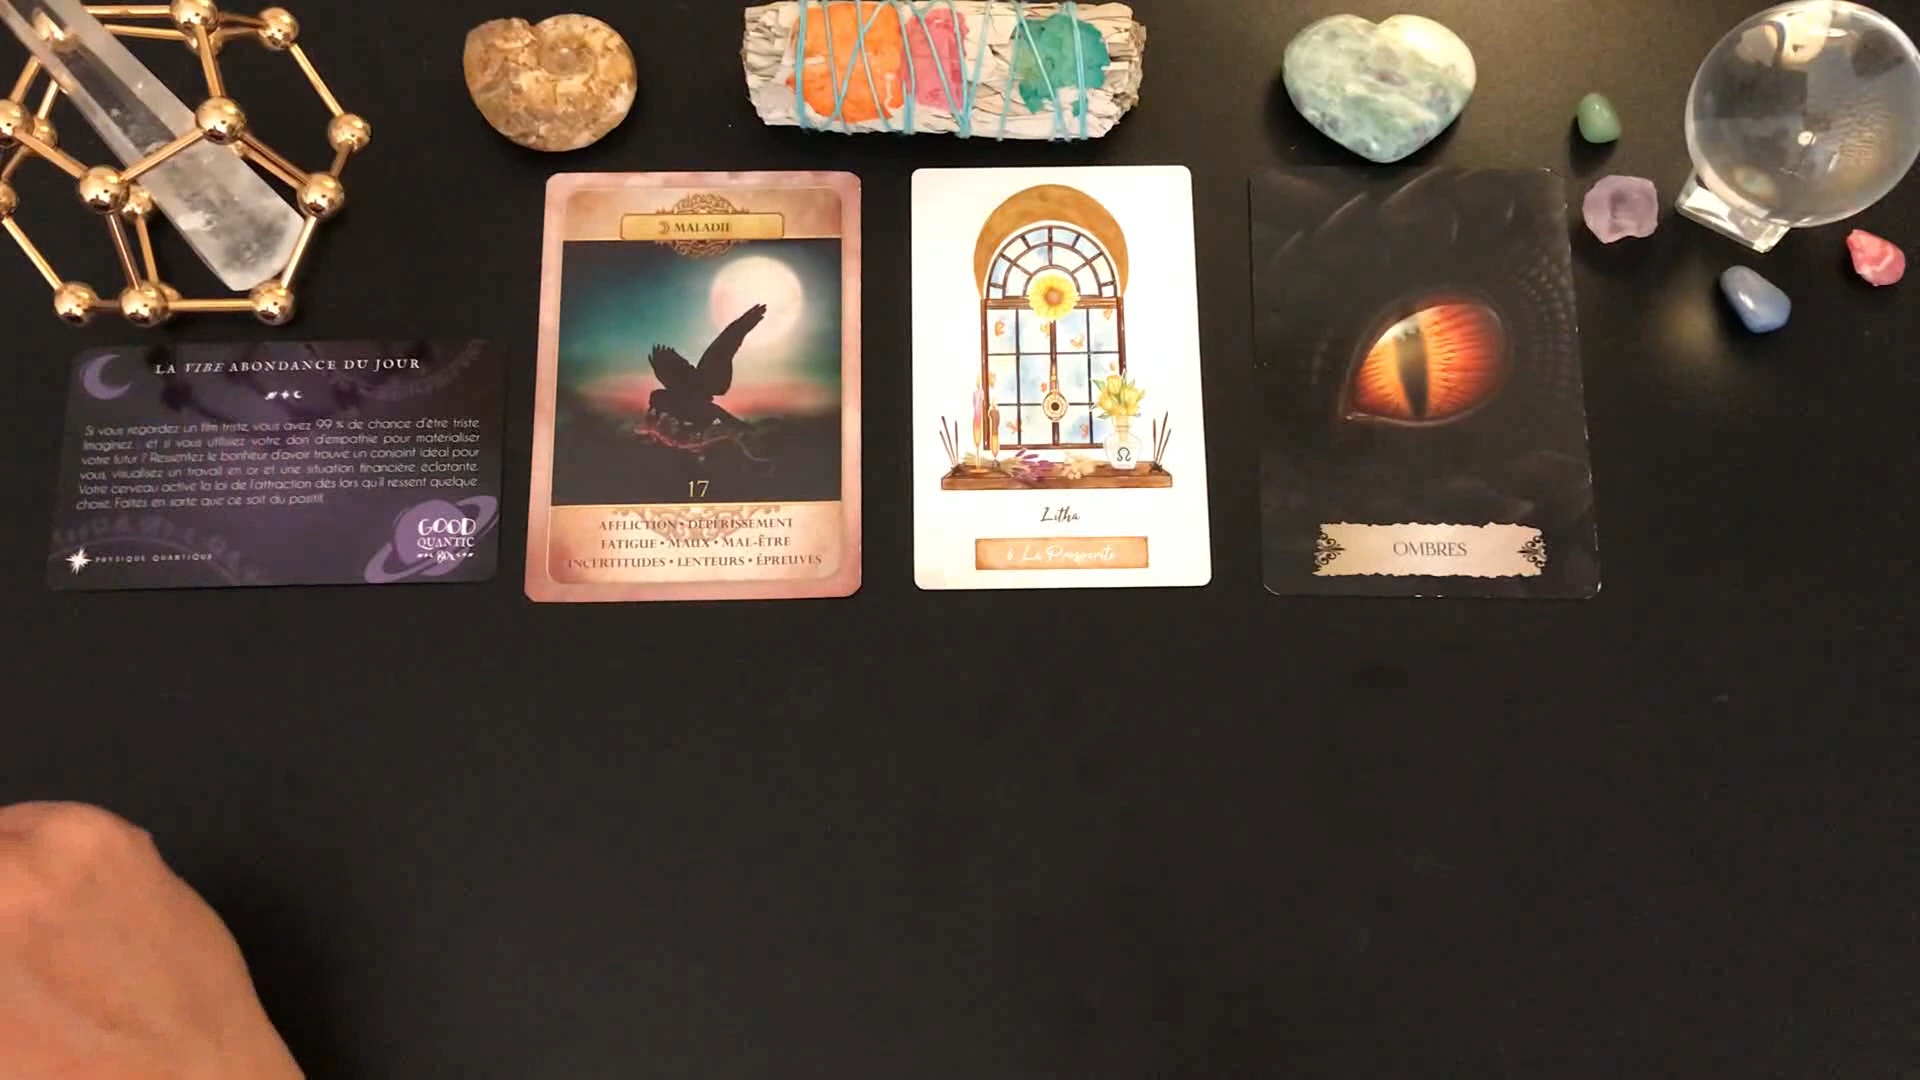 LA VIBE ABONDANCE DU JOUR
Si vous regardez un film triste, vous avez 99 % de chance d'être triste.
Imaginez... et si vous utilisiez votre don d'empathie pour matérialiser
votre futur ? Ressentez le bonheur d'avoir trouvé un conjoint idéal pour
vous, visualisez un travail en or et une situation financière éclatante.
Votre cerveau active la loi de l'attraction dès lors qu'il ressent quelque
chose. Faites en sorte que ce soit du positif.
PHYSIQUE QUANTIQUE
GOOD
QUANTIC
MALADIE
17
AFFLICTION • DÉPÉRISSEMENT
FATIGUE • MAUX • MAL-ÊTRE
INCERTITUDES • LENTEURS • ÉPREUVES
Litha
6. La Prospérité
OMBRES